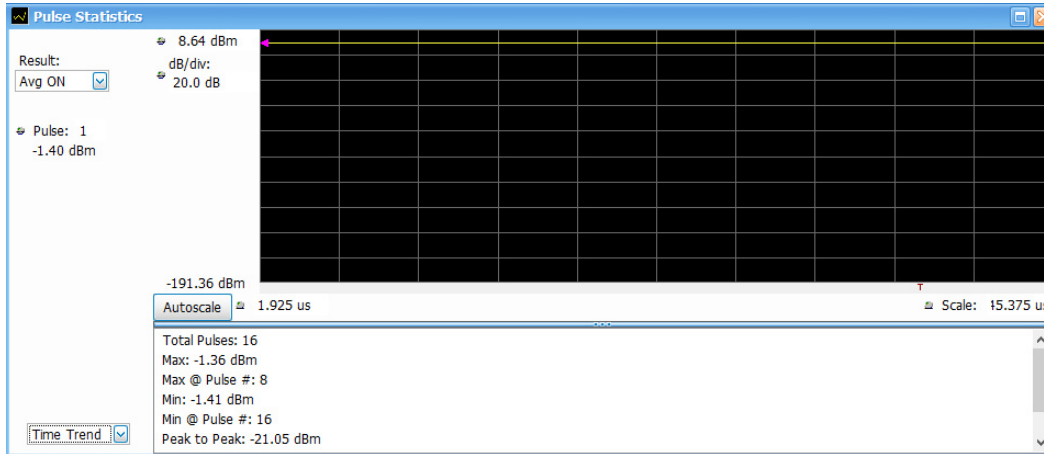 Pulse Statistics
Result:
Avg ON
Pulse: 1
-1.40 dBm
8.64 dBm
dB/div:
20.0 dB
-191.36 dBm
T
Autoscale
1.925 us
Scale:
Total Pulses: 16
Max: -1.36 dBm
Max @ Pulse #: 8
Min: -1.41 dBm
Min @ Pulse #: 16
Peak to Peak: -21.05 dBm
Time Trend